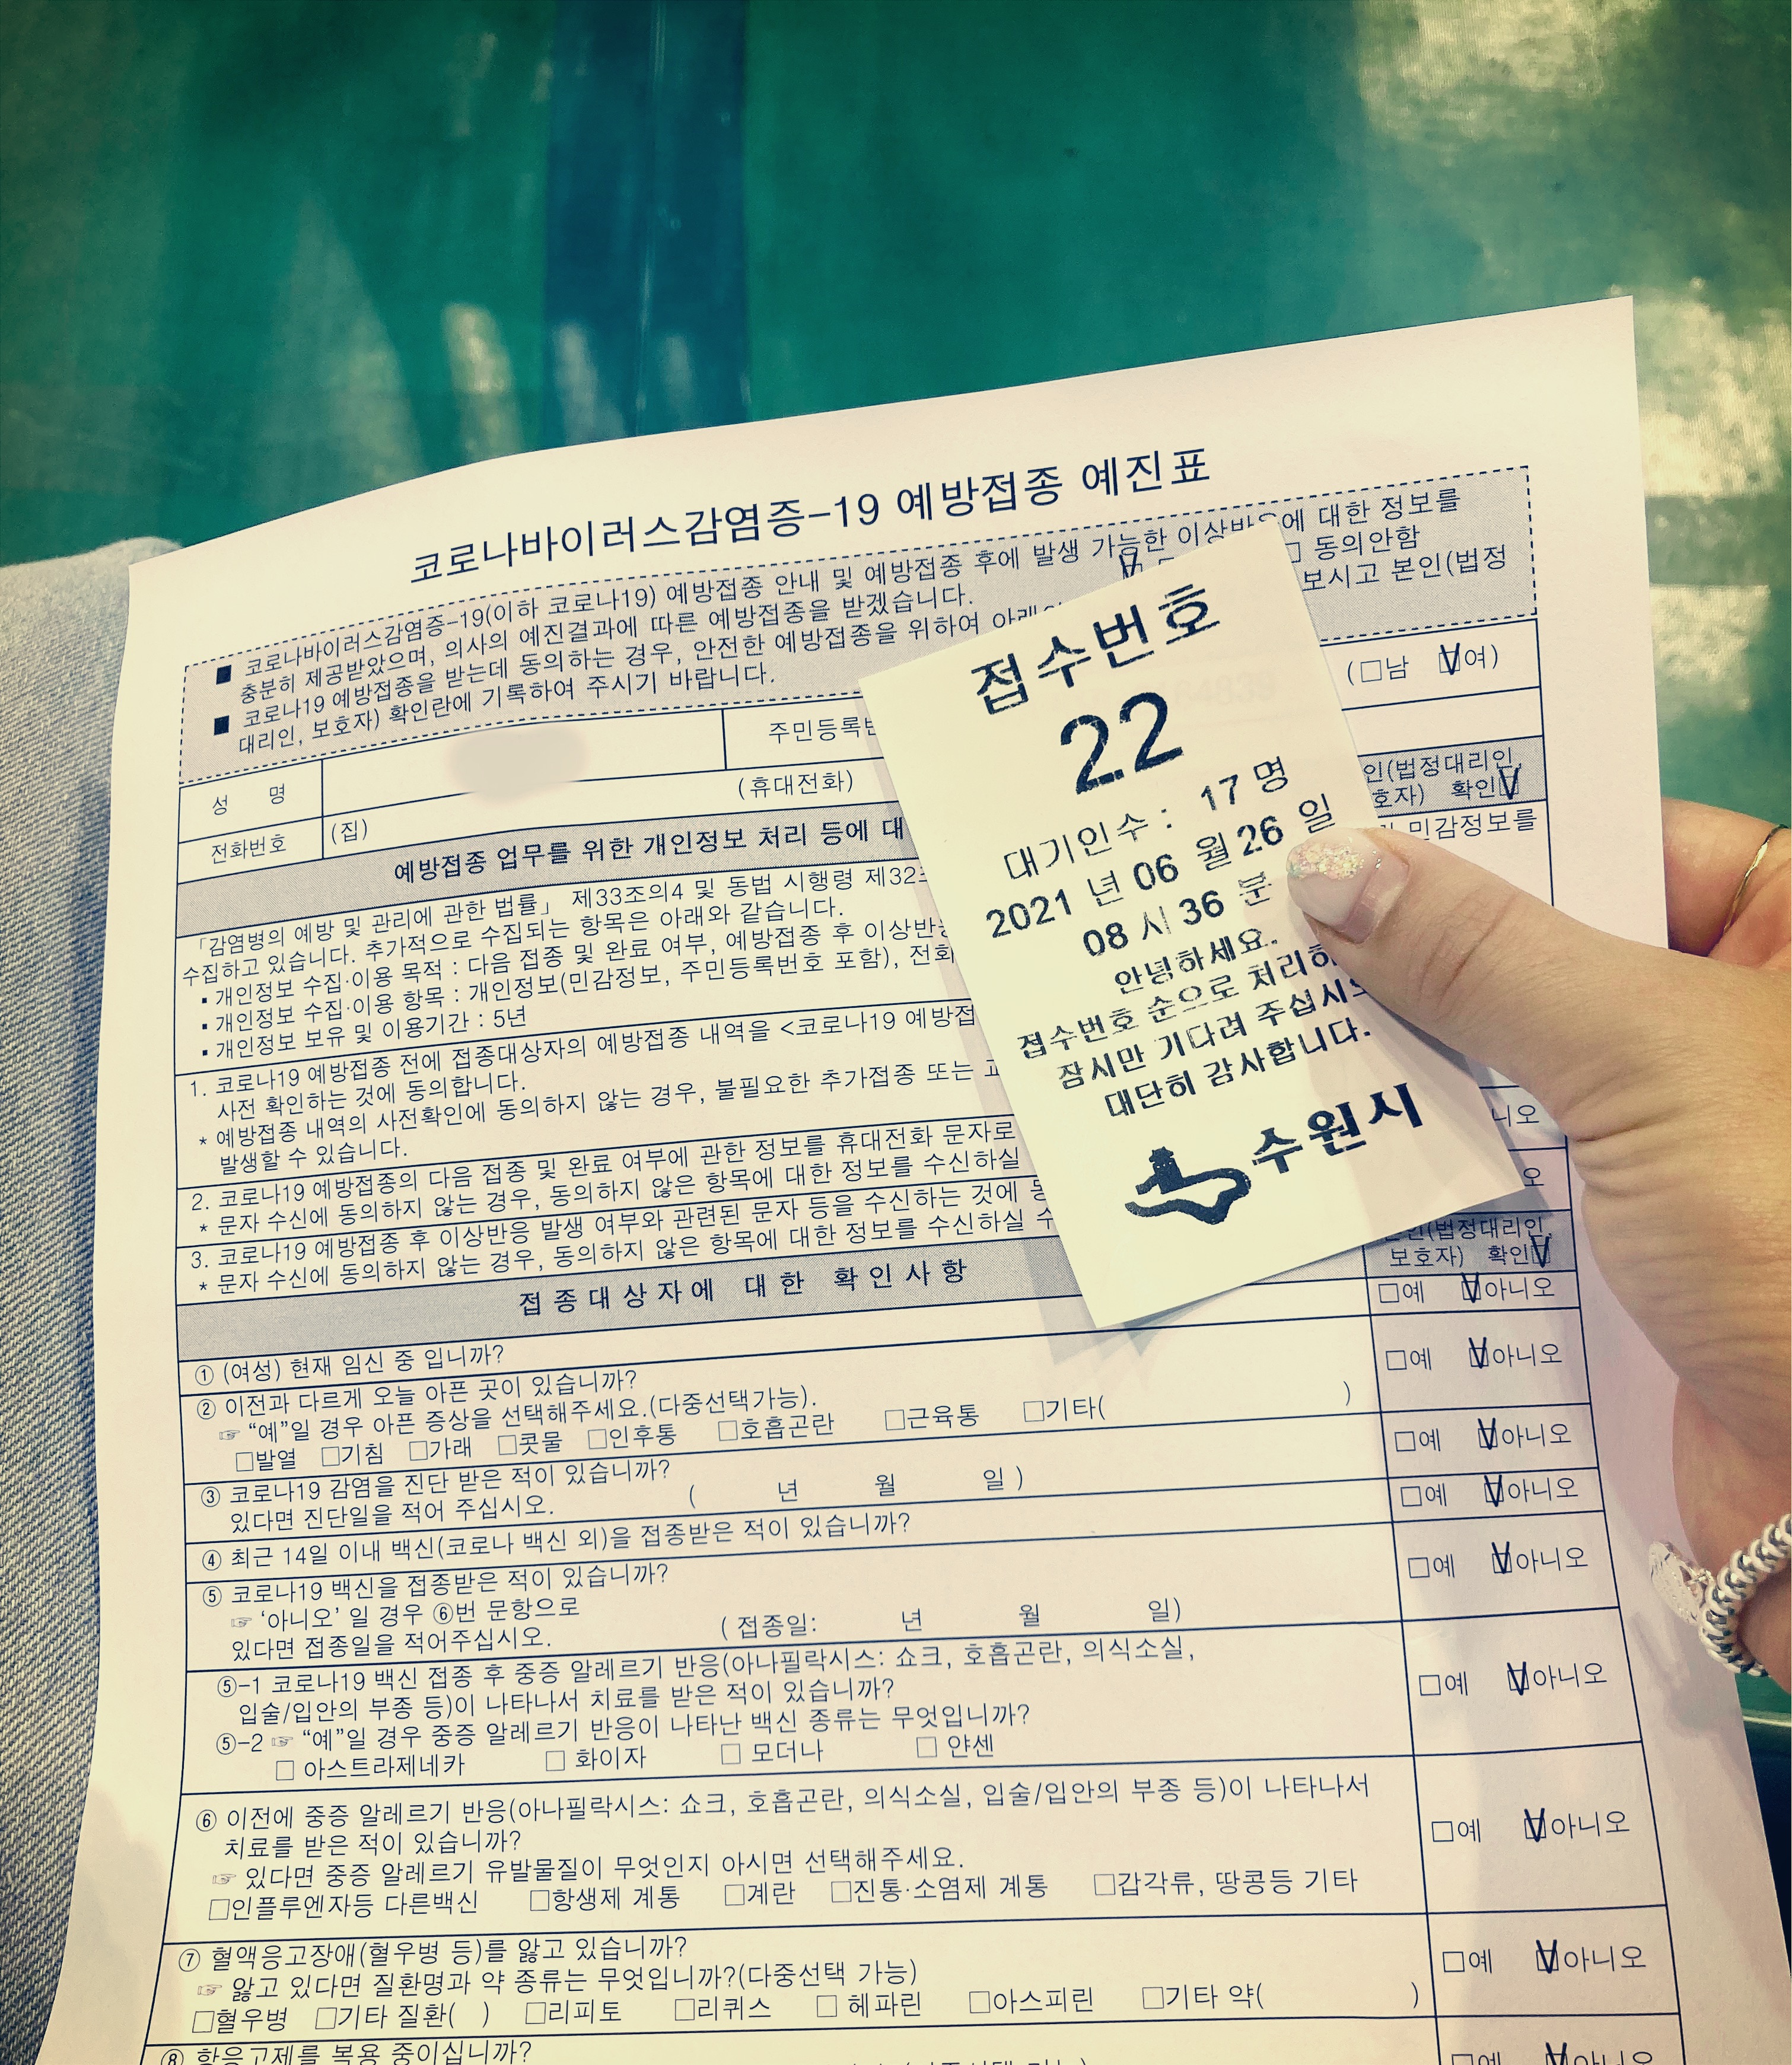 코로나바이러스감염증-19 예방접종 예진표
■ 코로나바이러스감염증-19(이하 코로나19) 예방접종 안내 및 예방접종 후에 발생 가능한 이상반응에 대한 정보를
충분히 제공받았으며, 의사의 예진결과에 따른 예방접종을 받겠습니다. □ 동의안함
■ 코로나19 예방접종을 받는데 동의하는 경우, 안전한 예방접종을 위하여 보시고 본인(법정
대리인, 보호자) 확인란에 기록하여 주시기 바랍니다.
성 명
주민등록
(□남 ☑여)
전화번호 (집) (휴대전화)
예방접종 업무를 위한 개인정보 처리 등에 대
인(법정대리인,
호자) 확인☑
「감염병의 예방 및 관리에 관한 법률」 제33조의4 및 동법 시행령 제32 민감정보를
수집하고 있습니다. 추가적으로 수집되는 항목은 아래와 같습니다.
▪ 개인정보 수집·이용 목적 : 다음 접종 및 완료 여부, 예방접종 후 이상반응
▪ 개인정보 수집·이용 항목 : 개인정보(민감정보, 주민등록번호 포함), 전화
▪ 개인정보 보유 및 이용기간 : 5년
1. 코로나19 예방접종 전에 접종대상자의 예방접종 내역을 <코로나19 예방접
사전 확인하는 것에 동의합니다.
* 예방접종 내역의 사전확인에 동의하지 않는 경우, 불필요한 추가접종 또는
발생할 수 있습니다.
니오
2. 코로나19 예방접종의 다음 접종 및 완료 여부에 관한 정보를 휴대전화 문자로
* 문자 수신에 동의하지 않는 경우, 동의하지 않은 항목에 대한 정보를 수신하실
오
3. 코로나19 예방접종 후 이상반응 발생 여부와 관련된 문자 등을 수신하는 것에
* 문자 수신에 동의하지 않는 경우, 동의하지 않은 항목에 대한 정보를 수신하실 수
접종대상자에 대한 확인사항
본인(법정대리인,
보호자) 확인☑
① (여성) 현재 임신 중 입니까? □예 ☑아니오
② 이전과 다르게 오늘 아픈 곳이 있습니까? □예 ☑아니오
☞ “예”일 경우 아픈 증상을 선택해주세요.(다중선택가능).
□발열 □기침 □가래 □콧물 □인후통 □호흡곤란 □근육통 □기타( )
③ 코로나19 감염을 진단 받은 적이 있습니까? □예 ☑아니오
있다면 진단일을 적어 주십시오. ( 년 월 일 )
④ 최근 14일 이내 백신(코로나 백신 외)을 접종받은 적이 있습니까? □예 ☑아니오
⑤ 코로나19 백신을 접종받은 적이 있습니까? □예 ☑아니오
☞ ‘아니오’ 일 경우 ⑥번 문항으로
있다면 접종일을 적어주십시오. ( 접종일: 년 월 일)
⑤-1 코로나19 백신 접종 후 중증 알레르기 반응(아나필락시스: 쇼크, 호흡곤란, 의식소실,
입술/입안의 부종 등)이 나타나서 치료를 받은 적이 있습니까? □예 ☑아니오
⑤-2 ☞ “예”일 경우 중증 알레르기 반응이 나타난 백신 종류는 무엇입니까?
□ 아스트라제네카 □ 화이자 □ 모더나 □ 얀센
⑥ 이전에 중증 알레르기 반응(아나필락시스: 쇼크, 호흡곤란, 의식소실, 입술/입안의 부종 등)이 나타나서
치료를 받은 적이 있습니까? □예 ☑아니오
☞ 있다면 중증 알레르기 유발물질이 무엇인지 아시면 선택해주세요.
□인플루엔자등 다른백신 □항생제 계통 □계란 □진통·소염제 계통 □갑각류, 땅콩등 기타
⑦ 혈액응고장애(혈우병 등)를 앓고 있습니까? □예 ☑아니오
☞ 앓고 있다면 질환명과 약 종류는 무엇입니까?(다중선택 가능)
□혈우병 □기타 질환( ) □리피토 □리퀴스 □ 헤파린 □아스피린 □기타 약( )
⑧ 항응고제를 복용 중이십니까? □예 ☑아니오
접수번호
22
대기인수 : 17 명
2021 년 06 월 26 일
08 시 36 분
안녕하세요.
접수번호 순으로 처리하
잠시만 기다려 주십시오
대단히 감사합니다.
수원시